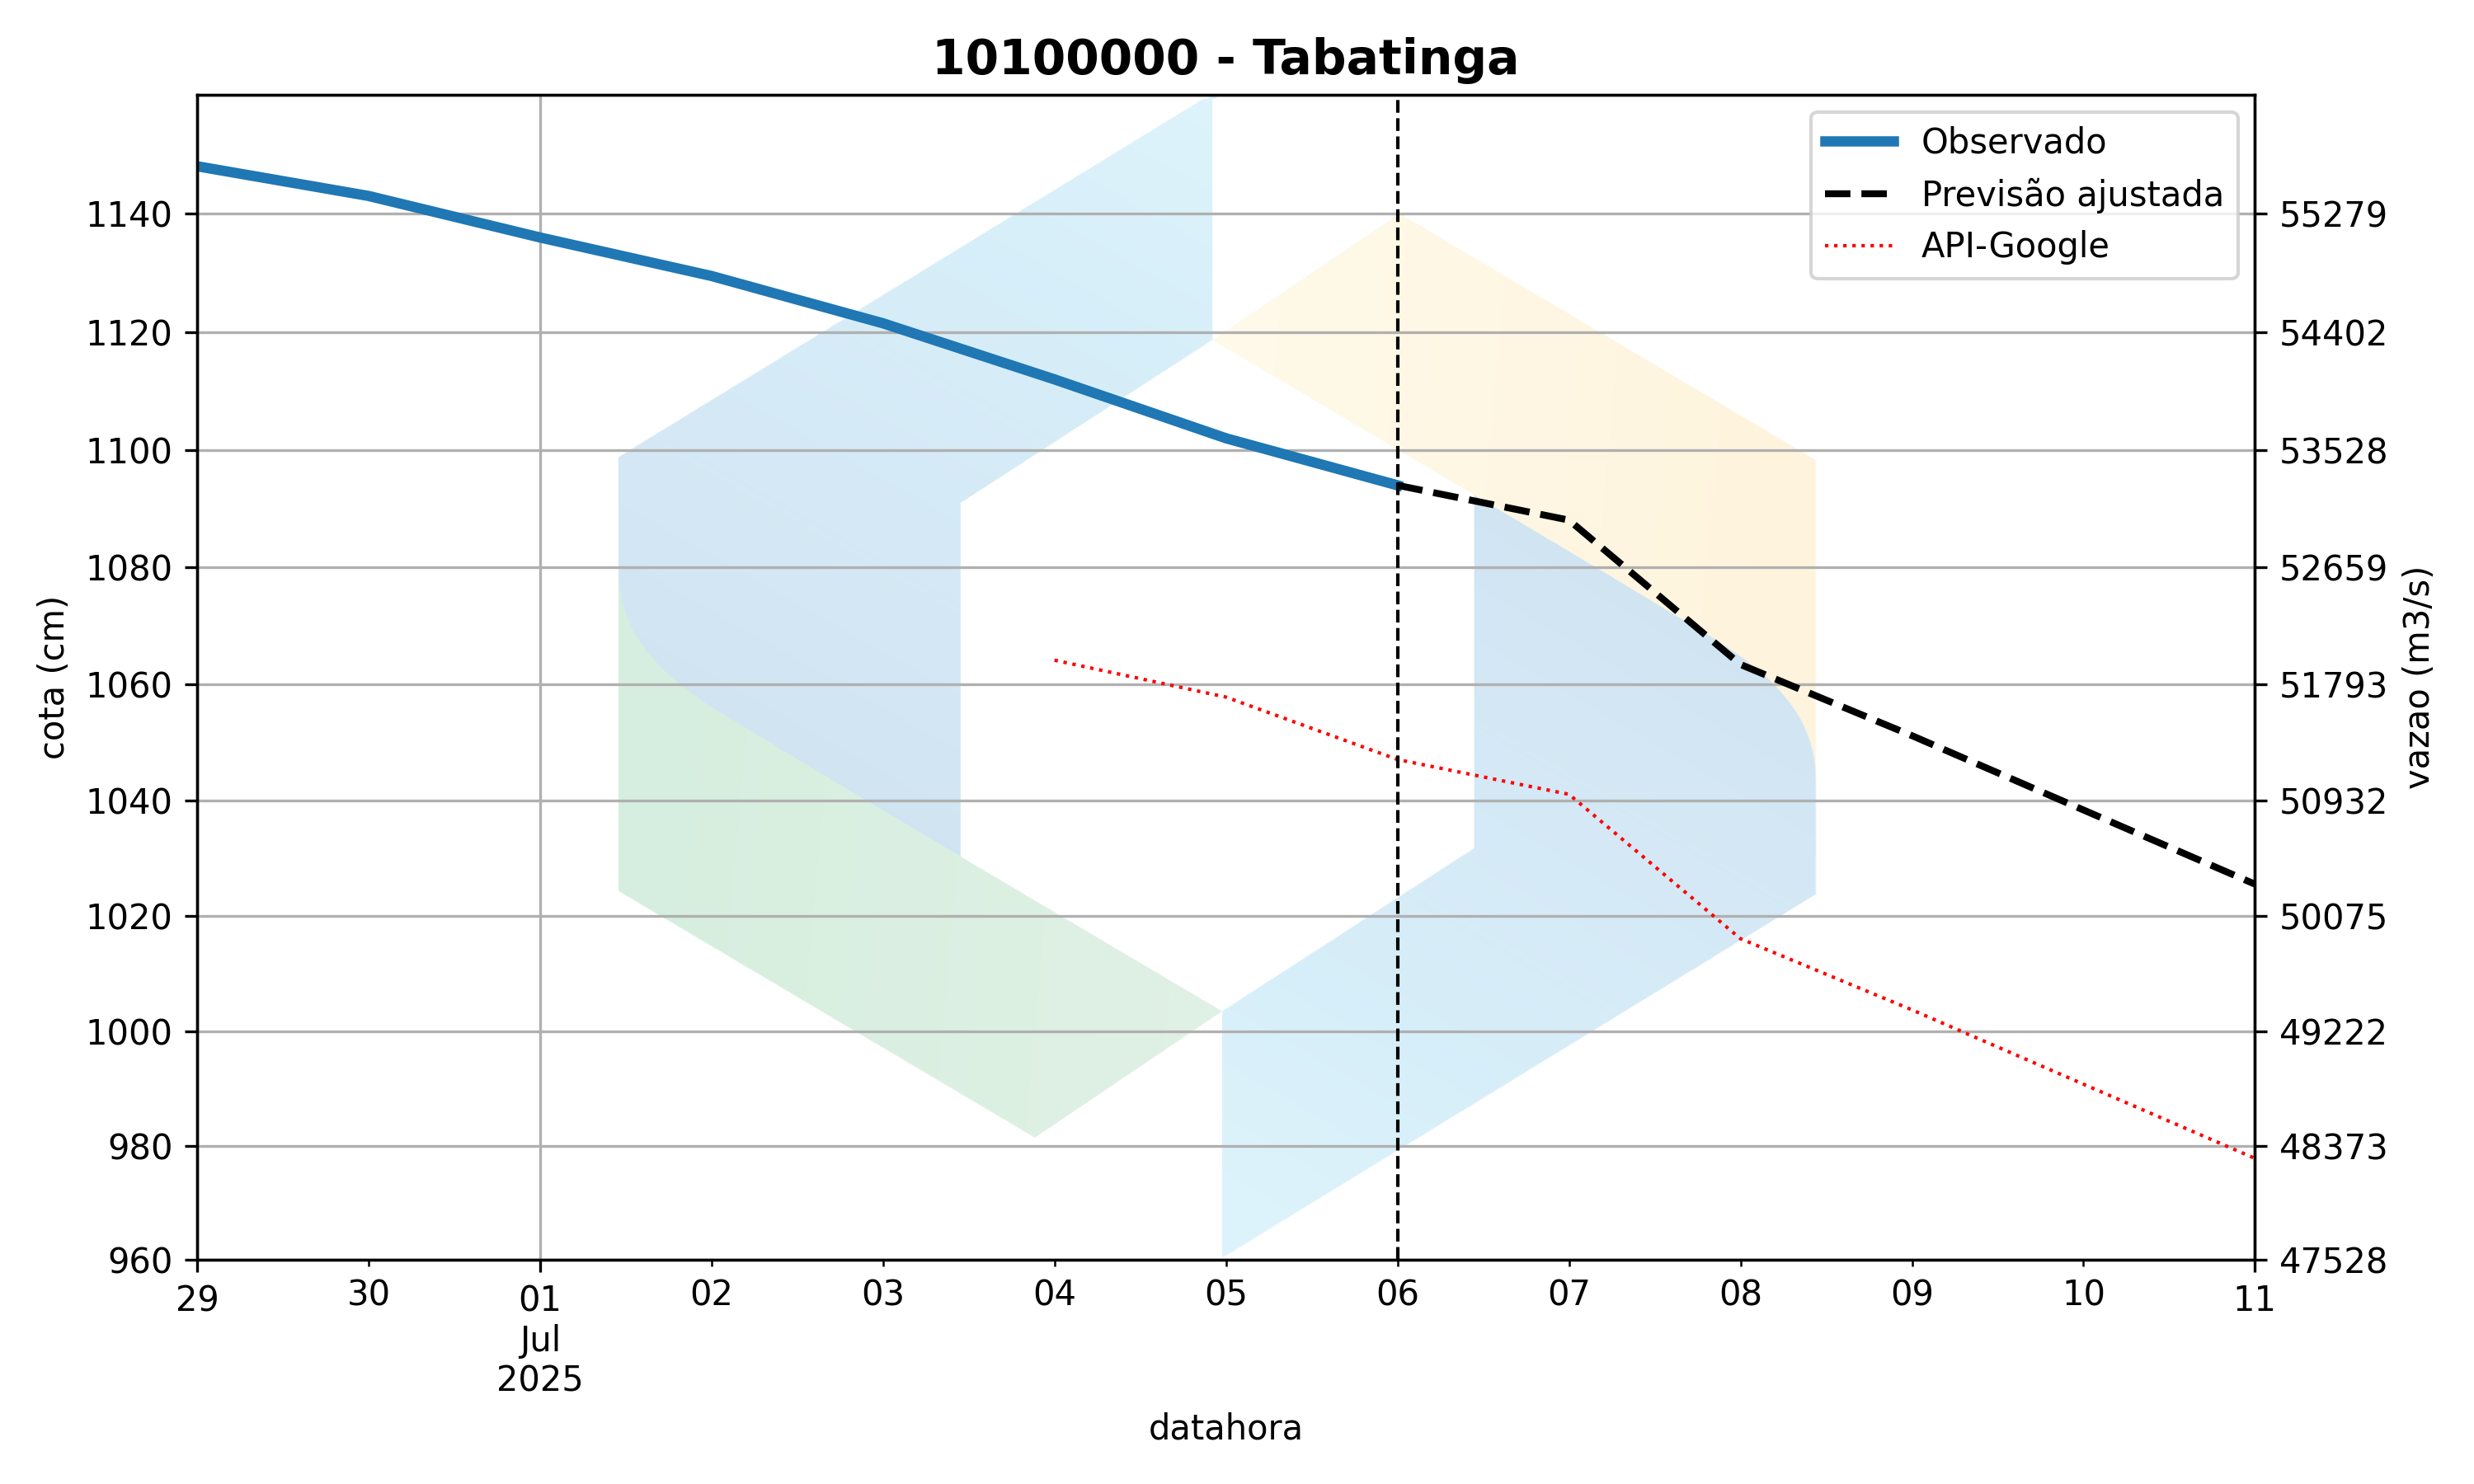 10100000 - Tabatinga
Observado
Previsão ajustada
API-Google
1140
1120
1100
1080
1060
1040
1020
1000
980
960
cota (cm)
55279
54402
53528
52659
51793
50932
50075
49222
48373
47528
vazao (m3/s)
29 30 01 02 03 04 05 06 07 08 09 10 11
Jul
2025
datahora